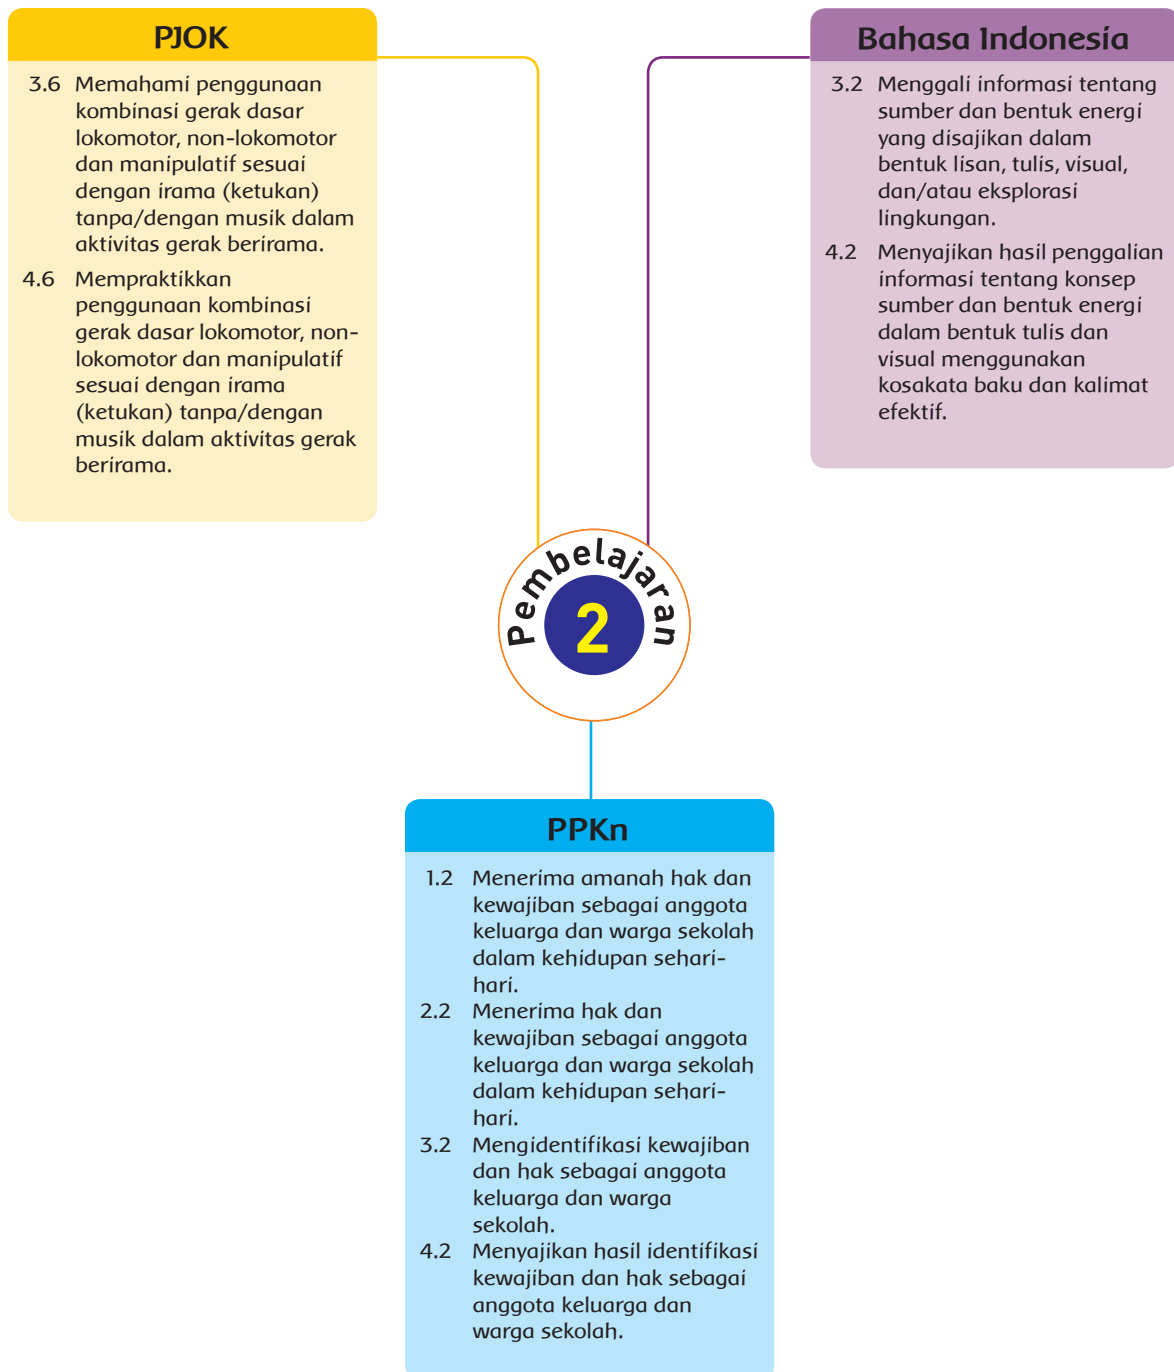 PJOK
3.6 Memahami penggunaan
kombinasi gerak dasar
lokomotor, non-lokomotor
dan manipulatif sesuai
dengan irama (ketukan)
tanpa/dengan musik dalam
aktivitas gerak berirama.
4.6 Mempraktikkan
penggunaan kombinasi
gerak dasar lokomotor, non-
lokomotor dan manipulatif
sesuai dengan irama
(ketukan) tanpa/dengan
musik dalam aktivitas gerak
berirama.
Bahasa Indonesia
3.2 Menggali informasi tentang
sumber dan bentuk energi
yang disajikan dalam
bentuk lisan, tulis, visual,
dan/atau eksplorasi
lingkungan.
4.2 Menyajikan hasil penggalian
informasi tentang konsep
sumber dan bentuk energi
dalam bentuk tulis dan
visual menggunakan
kosakata baku dan kalimat
efektif.
Pembelajaran
2
PPKn
1.2 Menerima amanah hak dan
kewajiban sebagai anggota
keluarga dan warga sekolah
dalam kehidupan sehari-
hari.
2.2 Menerima hak dan
kewajiban sebagai anggota
keluarga dan warga sekolah
dalam kehidupan sehari-
hari.
3.2 Mengidentifikasi kewajiban
dan hak sebagai anggota
keluarga dan warga
sekolah.
4.2 Menyajikan hasil identifikasi
kewajiban dan hak sebagai
anggota keluarga dan
warga sekolah.